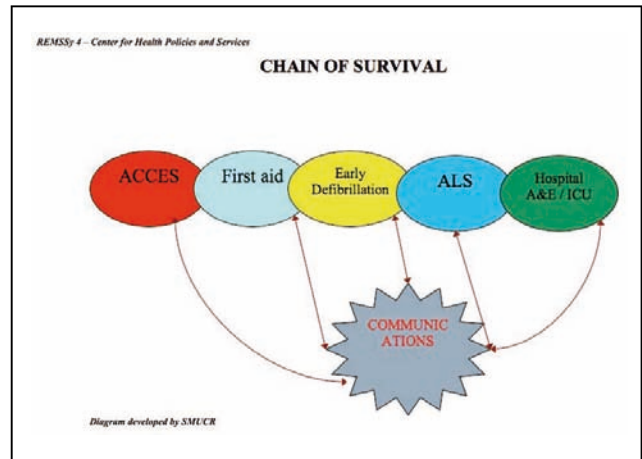 REMSSy 4 – Center for Health Policies and Services
CHAIN OF SURVIVAL
ACCES
First aid
Early
Defibrillation
ALS
Hospital
A&E / ICU
COMMUNIC
ATIONS
Diagram developed by SMUCR